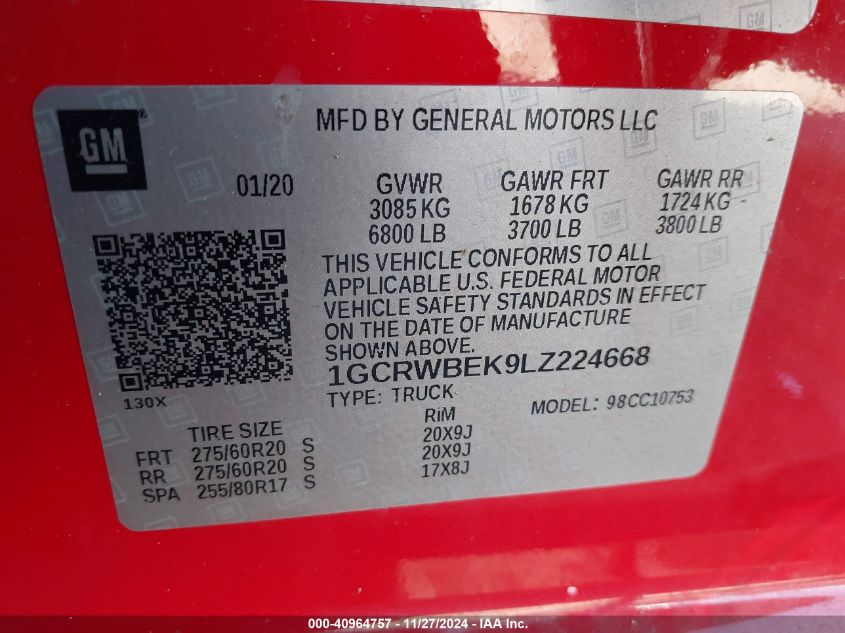 GM
GM
MFD BY GENERAL MOTORS LLC
01/20 GVWR GAWR FRT GAWR RR
3085 KG 1678 KG 1724 KG
6800 LB 3700 LB 3800 LB
THIS VEHICLE CONFORMS TO ALL
APPLICABLE U.S. FEDERAL MOTOR
VEHICLE SAFETY STANDARDS IN EFFECT
ON THE DATE OF MANUFACTURE
SHOWN ABOVE.
1GCRWBEK9LZ224668
130X
TYPE: TRUCK MODEL: 98CC10753
TIRE SIZE RIM
FRT 275/60R20 S 20X9J
RR 275/60R20 S 20X9J
SPA 255/80R17 S 17X8J
000-40964757 - 11/27/2024 - IAAI.com